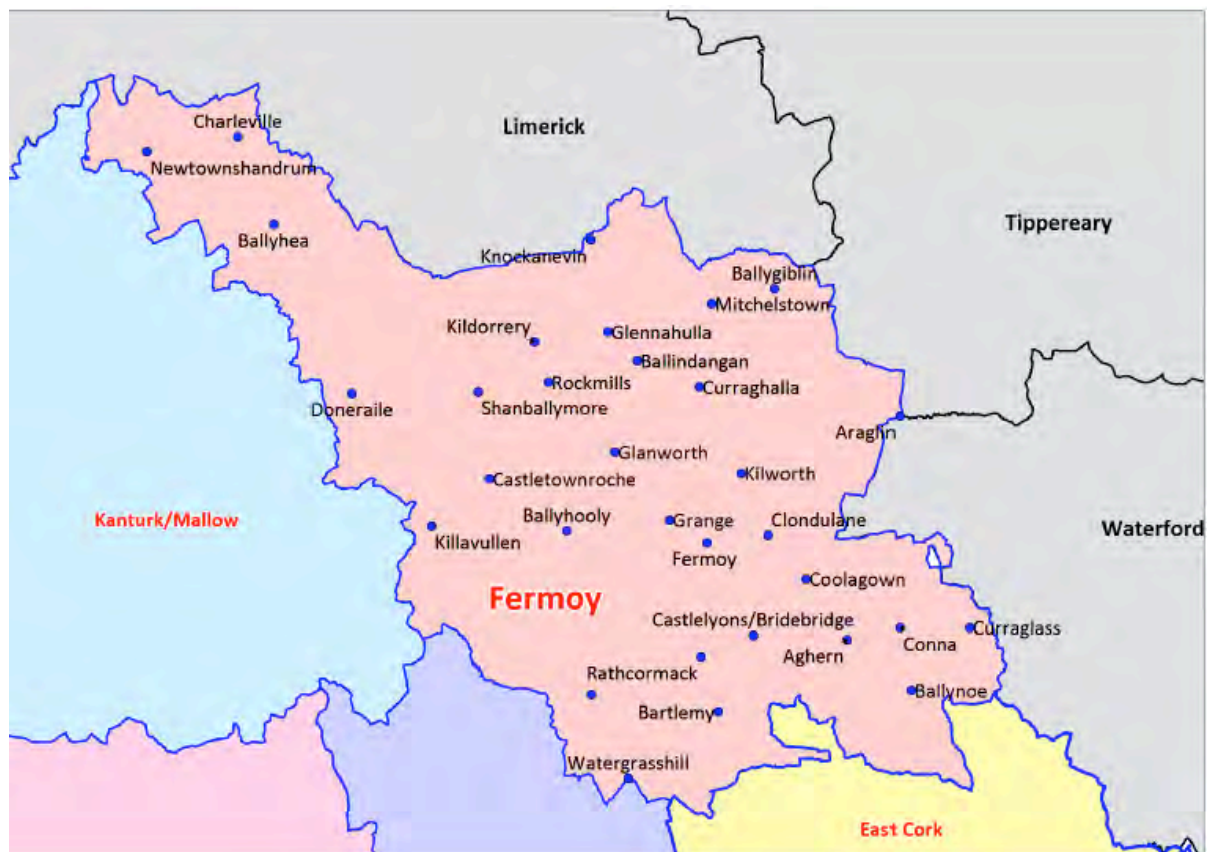 Charleville
Limerick
Newtownshandrum
Tippereary
Ballyhea
Knockanevin
Ballygiblin
Mitchelstown
Kildorrery
Glennahulla
Ballindangan
Rockmills
Curraghalla
Shanballymore
Doneraile
Araglin
Glanworth
Kilworth
Castletownroche
Kanturk/Mallow
Ballyhooly
Grange
Clondulane
Waterford
Killavullen
Fermoy
Coolagown
Fermoy
Castlelyons/Bridebridge
Curraglass
Conna
Aghern
Rathcormack
Ballynoe
Bartlemy
Watergrasshill
East Cork